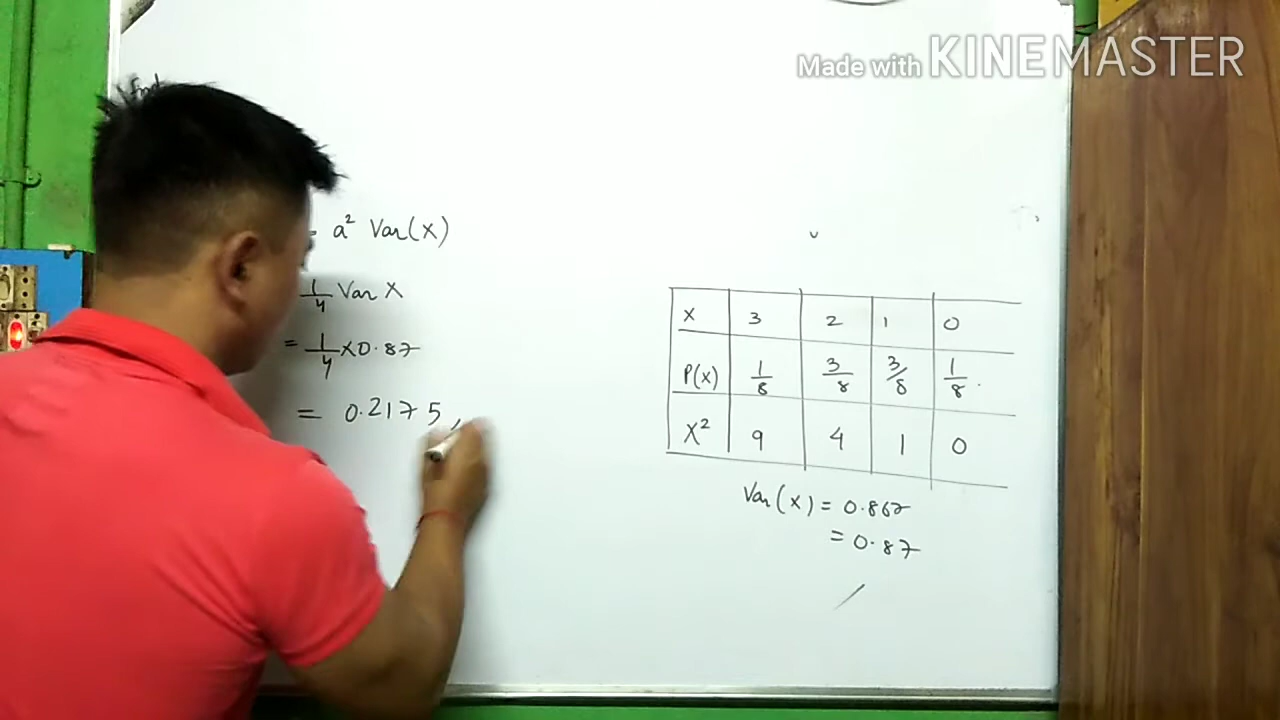 Made with KINEMASTER
= a² Var(X)
1/4 Var X
= 1/4 X 0.87
= 0.2175,
X 3 2 1 0
P(x) 1/8 3/8 3/8 1/8.
X² 9 4 1 0
Var(X) = 0.867
= 0.87